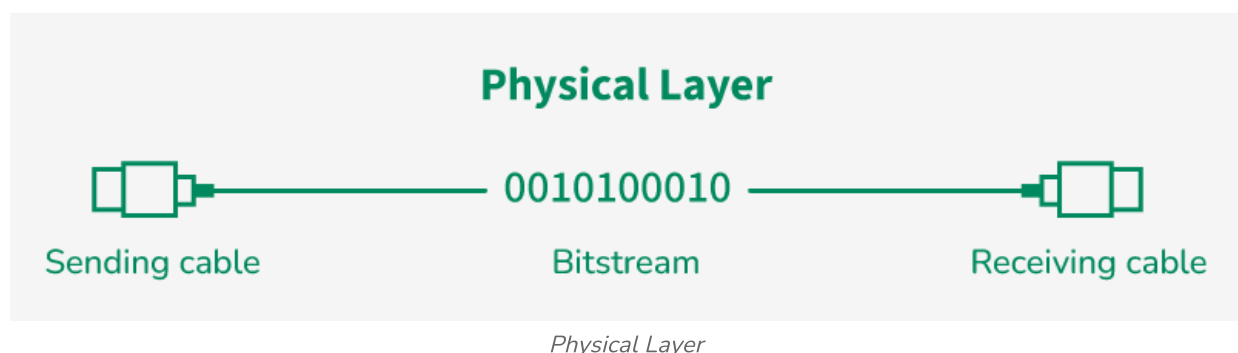 Physical Layer
0010100010
Sending cable
Bitstream
Receiving cable
Physical Layer